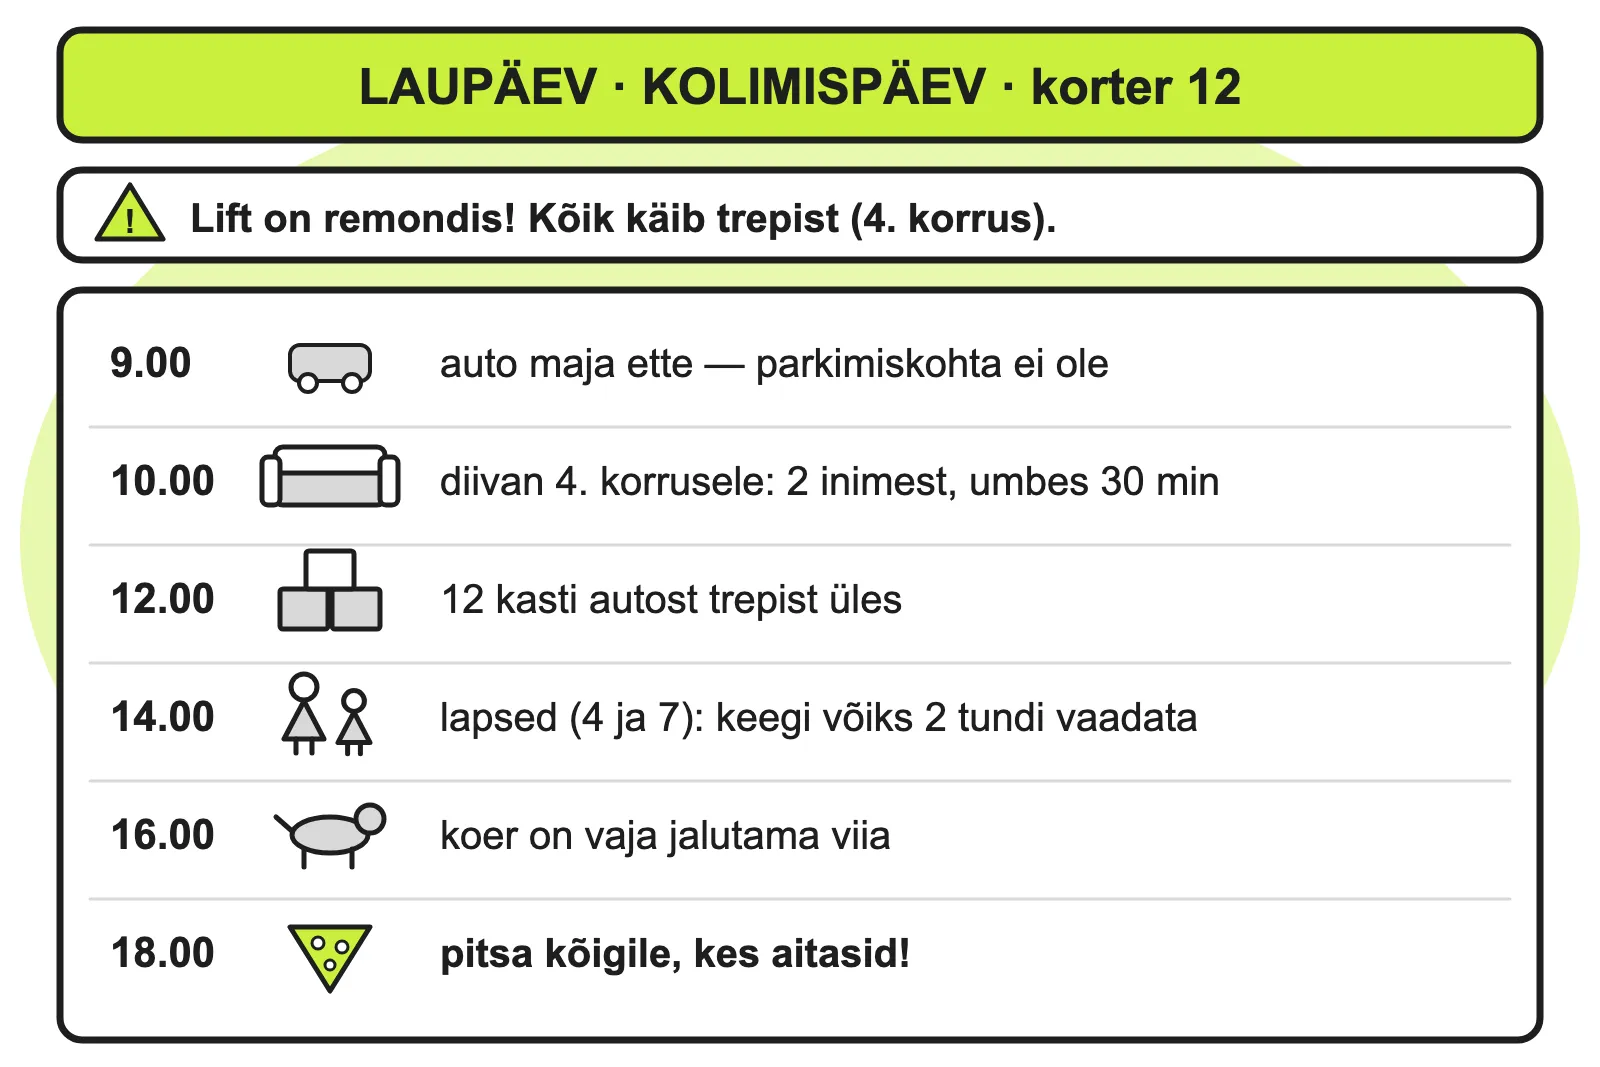 LAUPÄEV · KOLIMISPÄEV · korter 12
! Lift on remondis! Kõik käib trepist (4. korrus).
9.00 auto maja ette — parkimiskohta ei ole
10.00 diivan 4. korrusele: 2 inimest, umbes 30 min
12.00 12 kasti autost trepist üles
14.00 lapsed (4 ja 7): keegi võiks 2 tundi vaadata
16.00 koer on vaja jalutama viia
18.00 pitsa kõigile, kes aitasid!